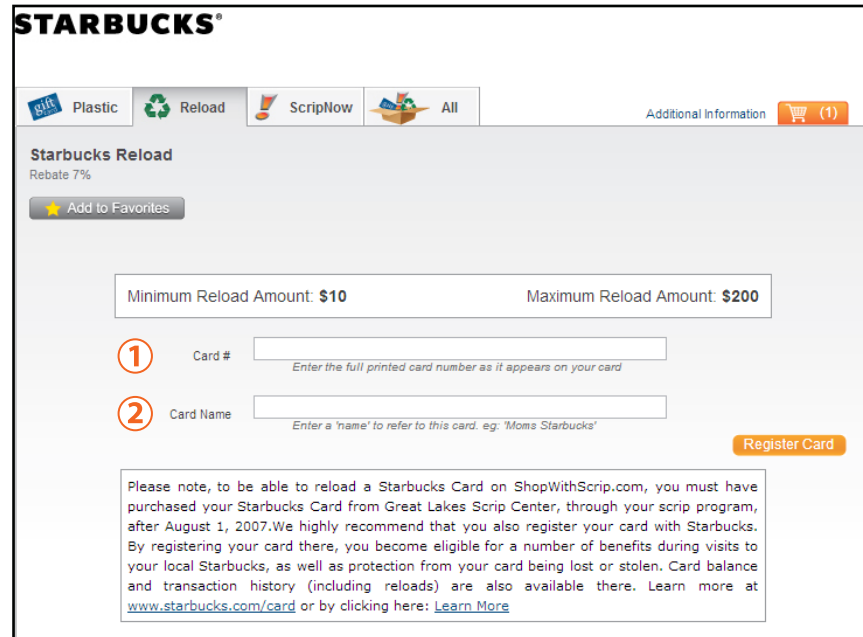 STARBUCKS®
gift
Plastic
Reload
ScripNow
All
Additional Information
(1)
Starbucks Reload
Rebate 7%
Add to Favorites
Minimum Reload Amount: $10
Maximum Reload Amount: $200
1
Card #
Enter the full printed card number as it appears on your card
2
Card Name
Enter a 'name' to refer to this card. eg: 'Moms Starbucks'
Register Card
Please note, to be able to reload a Starbucks Card on ShopWithScrip.com, you must have
purchased your Starbucks Card from Great Lakes Scrip Center, through your scrip program,
after August 1, 2007.We highly recommend that you also register your card with Starbucks.
By registering your card there, you become eligible for a number of benefits during visits to
your local Starbucks, as well as protection from your card being lost or stolen. Card balance
and transaction history (including reloads) are also available there. Learn more at
www.starbucks.com/card or by clicking here: Learn More